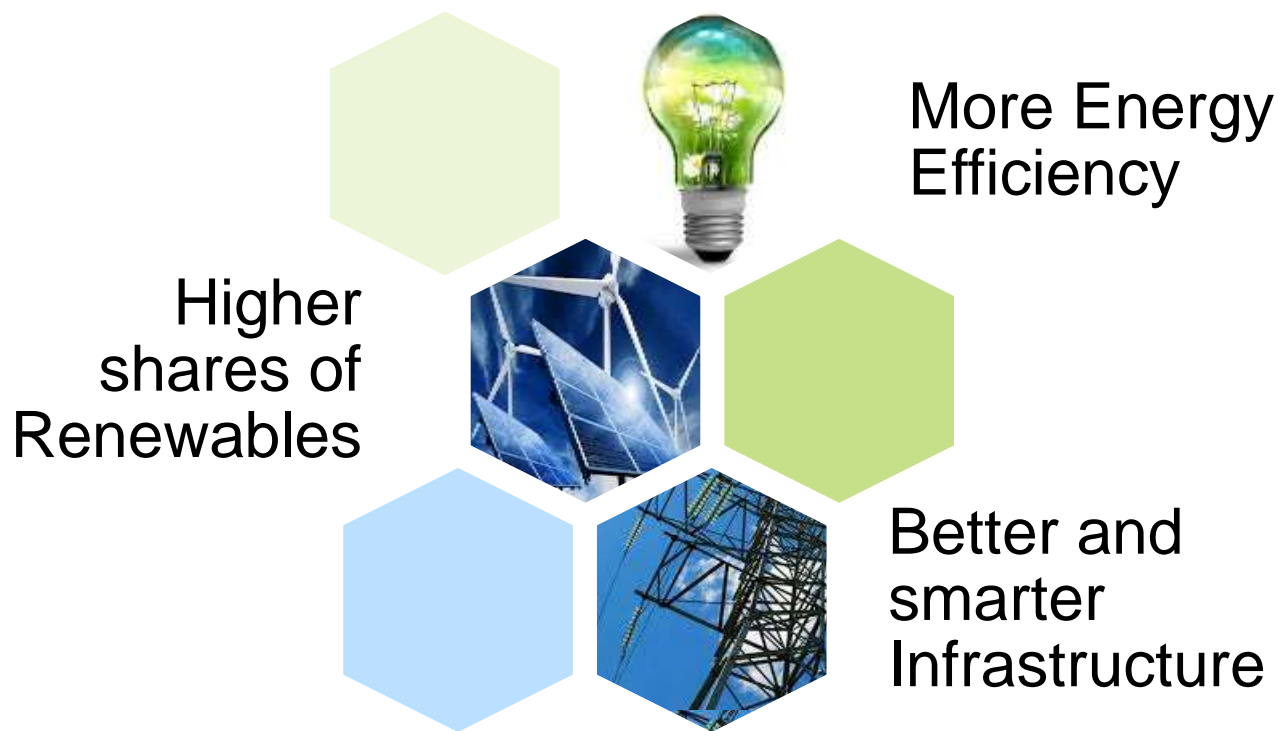 More Energy
Efficiency
Higher
shares of
Renewables
Better and
smarter
Infrastructure